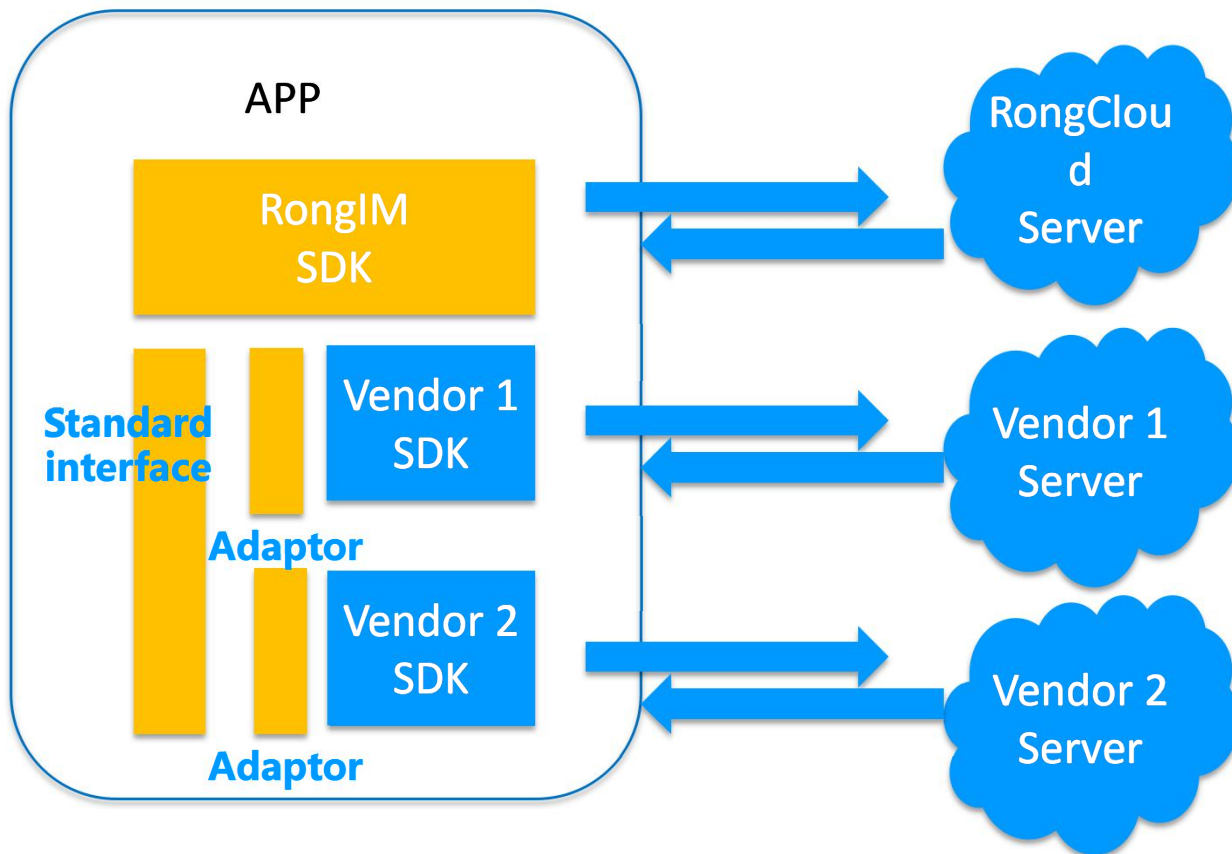 APP
RongIM
SDK
RongClou
d
Server
Standard
interface
Vendor 1
SDK
Adaptor
Vendor 1
Server
Vendor 2
SDK
Adaptor
Vendor 2
Server